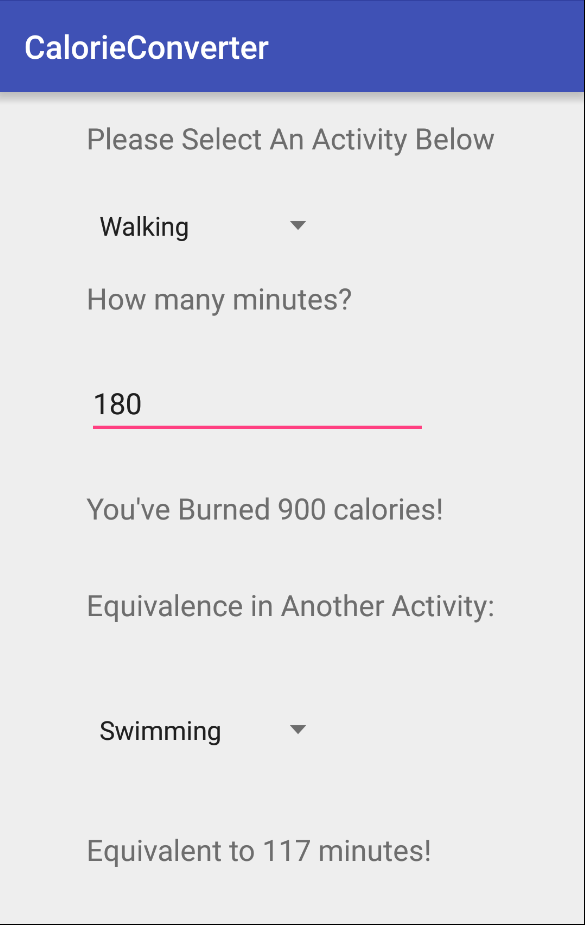 CalorieConverter
Please Select An Activity Below
Walking
How many minutes?
180
You've Burned 900 calories!
Equivalence in Another Activity:
Swimming
Equivalent to 117 minutes!